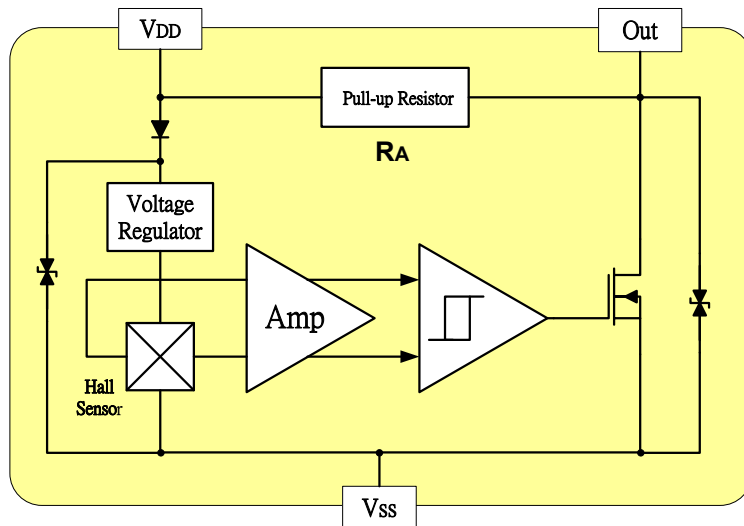 VDD
Out
Pull-up Resistor
RA
Voltage
Regulator
Amp
Hall
Sensor
Vss